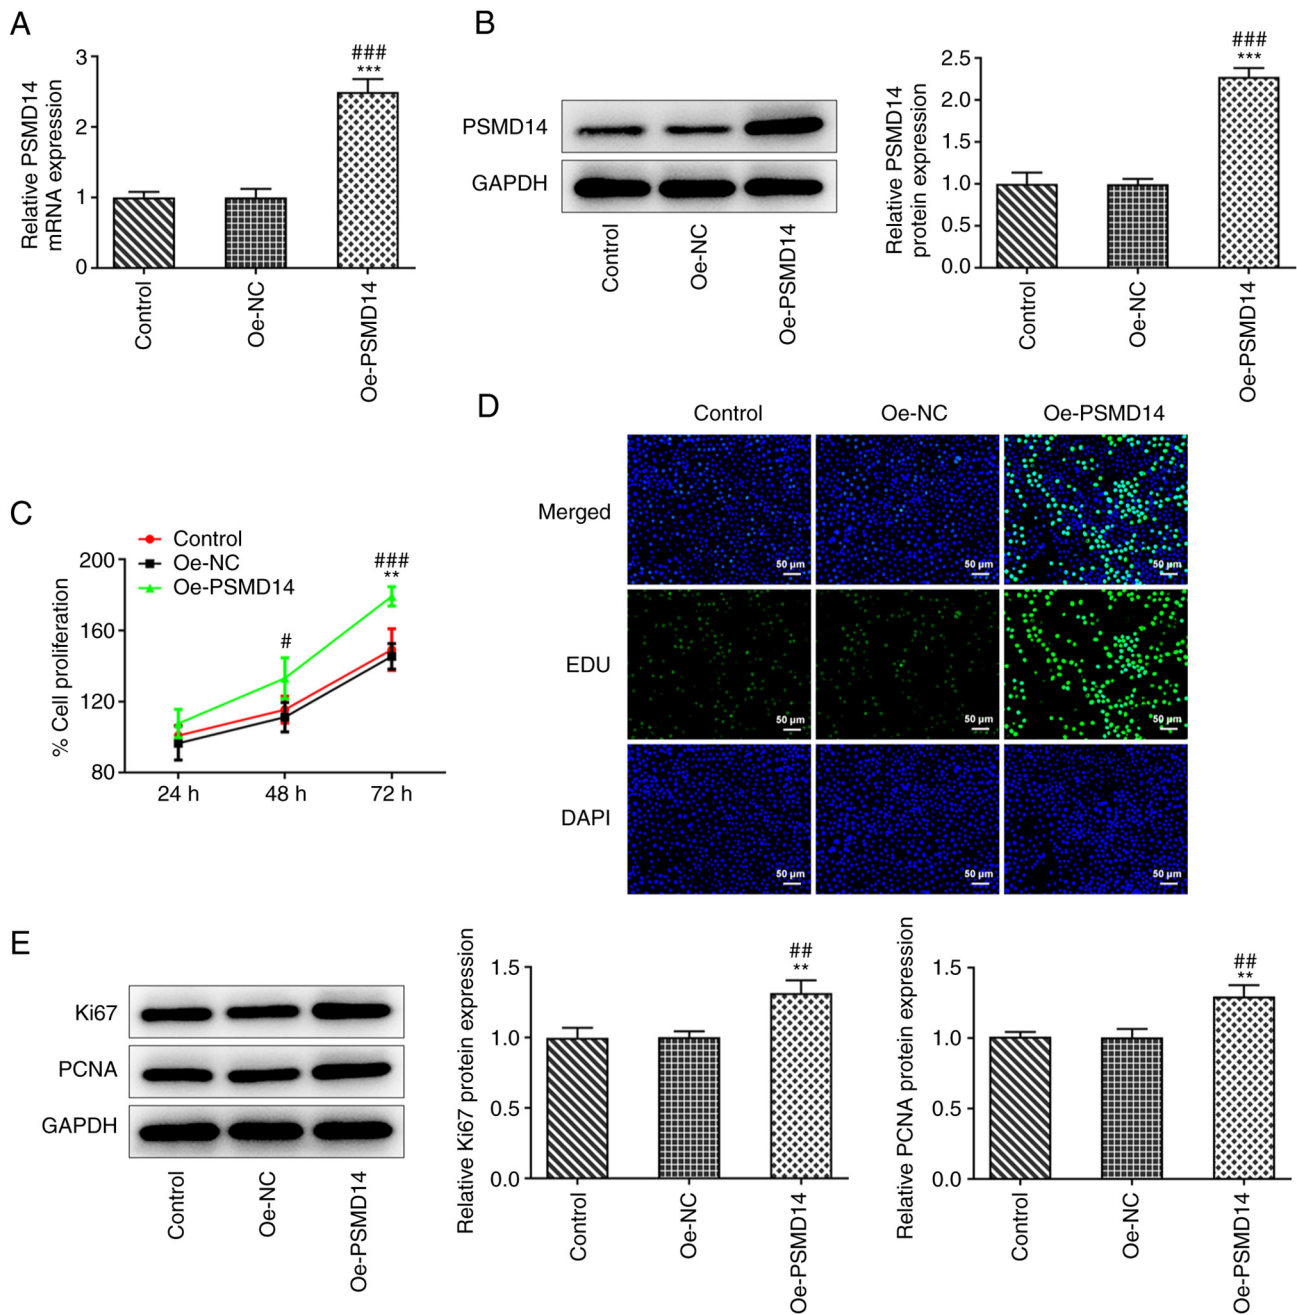 A
Relative PSMD14
mRNA expression
3
2
1
0
###
***
Control
Oe-NC
Oe-PSMD14
B
PSMD14
GAPDH
Control
Oe-NC
Oe-PSMD14
Relative PSMD14
protein expression
2.5
2.0
1.5
1.0
0.5
0.0
###
***
Control
Oe-NC
Oe-PSMD14
C
Control
Oe-NC
Oe-PSMD14
% Cell proliferation
200
160
120
80
#
###
**
24 h
48 h
72 h
D
Control
Oe-NC
Oe-PSMD14
Merged
50 μm
50 μm
50 μm
EDU
50 μm
50 μm
50 μm
DAPI
50 μm
50 μm
50 μm
E
Ki67
PCNA
GAPDH
Control
Oe-NC
Oe-PSMD14
Relative Ki67 protein expression
1.5
1.0
0.5
0.0
##
**
Control
Oe-NC
Oe-PSMD14
Relative PCNA protein expression
1.5
1.0
0.5
0.0
##
**
Control
Oe-NC
Oe-PSMD14